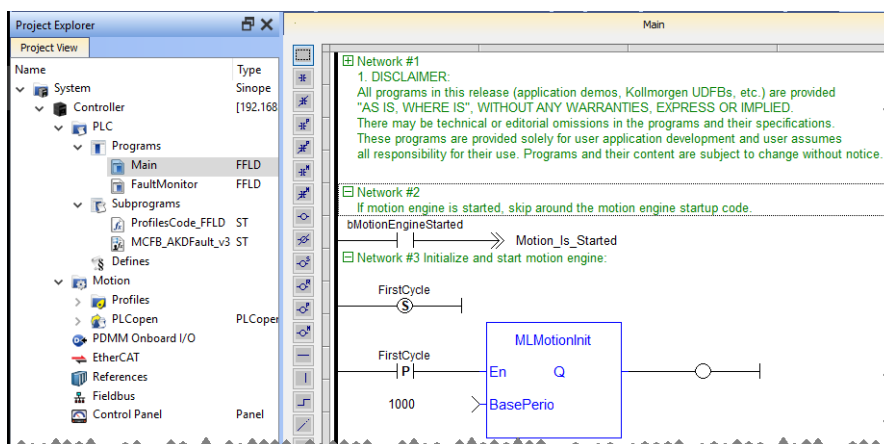 Project Explorer
Project View
Name Type
System Sinope
Controller [192.168
PLC
Programs
Main FFLD
FaultMonitor FFLD
Subprograms
ProfilesCode_FFLD ST
MCFB_AKDFault_v3 ST
Defines
Motion
Profiles
PLCopen PLCoper
PDMM Onboard I/O
EtherCAT
References
Fieldbus
Control Panel Panel
Main
Network #1
1. DISCLAIMER:
All programs in this release (application demos, Kollmorgen UDFBs, etc.) are provided
"AS IS, WHERE IS", WITHOUT ANY WARRANTIES, EXPRESS OR IMPLIED.
There may be technical or editorial omissions in the programs and their specifications.
These programs are provided solely for user application development and user assumes
all responsibility for their use. Programs and their content are subject to change without notice.
Network #2
If motion engine is started, skip around the motion engine startup code.
bMotionEngineStarted
Motion_Is_Started
Network #3 Initialize and start motion engine:
FirstCycle
S
MLMotionInit
FirstCycle
P
En Q
1000
BasePerio